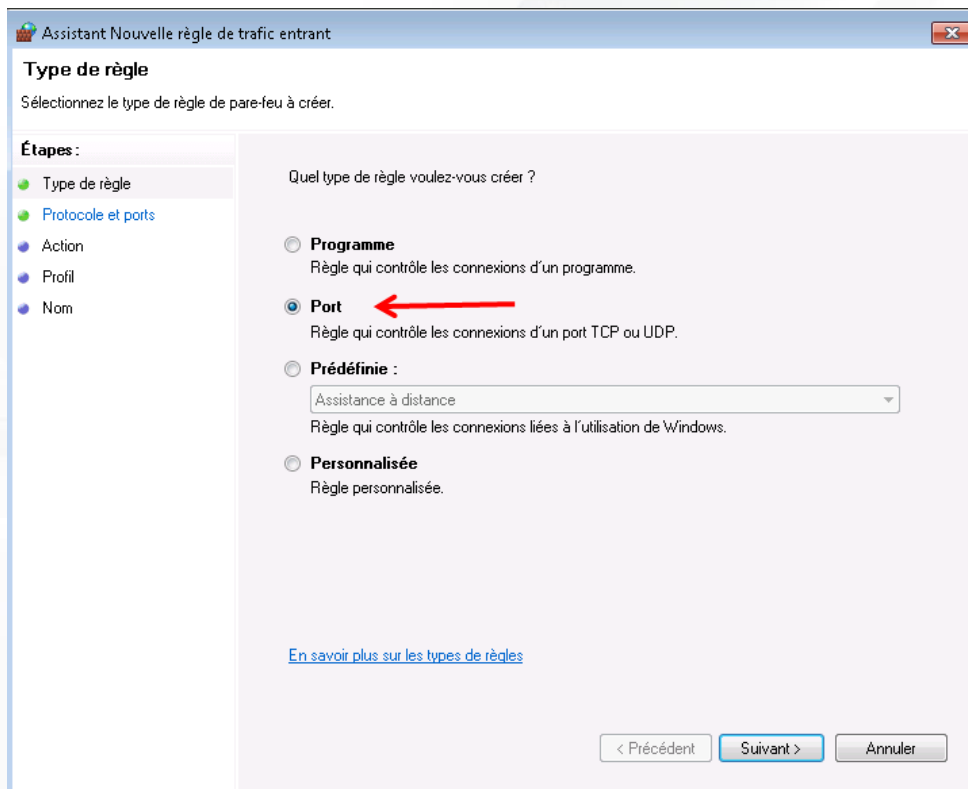 Assistant Nouvelle règle de trafic entrant
Type de règle
Sélectionnez le type de règle de pare-feu à créer.
Étapes :
Type de règle
Protocole et ports
Action
Profil
Nom
Quel type de règle voulez-vous créer ?
Programme
Règle qui contrôle les connexions d'un programme.
Port
Règle qui contrôle les connexions d'un port TCP ou UDP.
Prédéfinie :
Assistance à distance
Règle qui contrôle les connexions liées à l'utilisation de Windows.
Personnalisée
Règle personnalisée.
En savoir plus sur les types de règles
< Précédent
Suivant >
Annuler